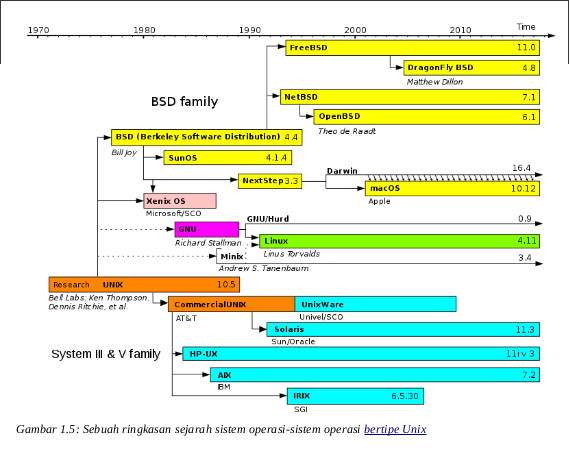 Time
1970 1980 1990 2000 2010
FreeBSD 11.0
DragonFly BSD 4.8
Matthew Dillon
BSD family
NetBSD 7.1
OpenBSD 6.1
Theo de Raadt
BSD (Berkeley Software Distribution) 4.4
Bill Joy
SunOS 4.1.4
Darwin 16.4
NextStep 3.3
macOS 10.12
Apple
Xenix OS
Microsoft/SCO
GNU/Hurd 0.9
GNU
Richard Stallman
Linux 4.11
Linus Torvalds
Minix 3.4
Andrew S. Tanenbaum
Research UNIX 10.5
Bell Labs: Ken Thompson,
Dennis Ritchie, et al.
CommercialUNIX
AT&T
UnixWare
Univel/SCO
Solaris 11.3
Sun/Oracle
System III & V family
HP-UX 11i v 3
AIX 7.2
IBM
IRIX 6.5.30
SGI
Gambar 1.5: Sebuah ringkasan sejarah sistem operasi-sistem operasi bertipe Unix